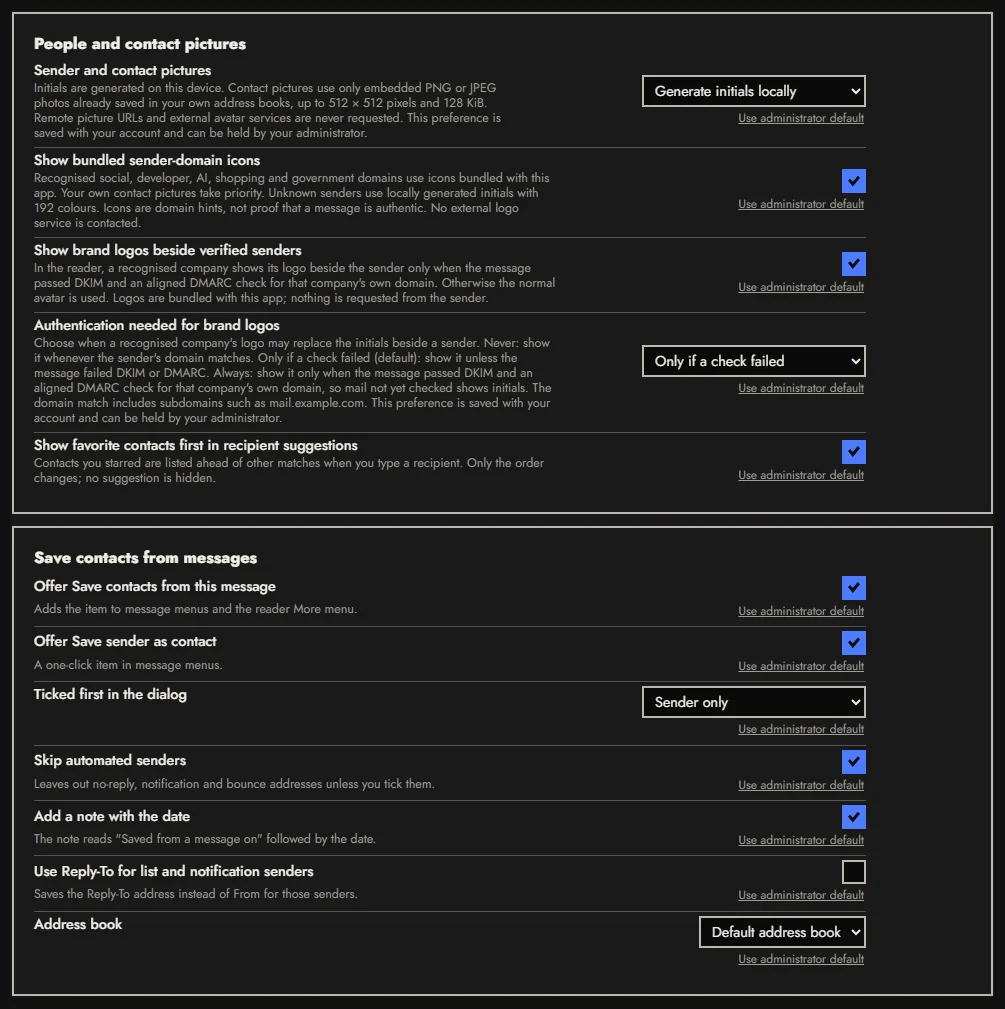 People and contact pictures
Sender and contact pictures
Initials are generated on this device. Contact pictures use only embedded PNG or JPEG
photos already saved in your own address books, up to 512 × 512 pixels and 128 KiB.
Remote picture URLs and external avatar services are never requested. This preference is
saved with your account and can be held by your administrator.
Generate initials locally
Use administrator default
Show bundled sender-domain icons
Recognised social, developer, AI, shopping and government domains use icons bundled with this
app. Your own contact pictures take priority. Unknown senders use locally generated initials with
192 colours. Icons are domain hints, not proof that a message is authentic. No external logo
service is contacted.
Use administrator default
Show brand logos beside verified senders
In the reader, a recognised company shows its logo beside the sender only when the message
passed DKIM and an aligned DMARC check for that company's own domain. Otherwise the normal
avatar is used. Logos are bundled with this app; nothing is requested from the sender.
Use administrator default
Authentication needed for brand logos
Choose when a recognised company's logo may replace the initials beside a sender. Never: show
it whenever the sender's domain matches. Only if a check failed (default): show it unless the
message failed DKIM or DMARC. Always: show it only when the message passed DKIM and an
aligned DMARC check for that company's own domain, so mail not yet checked shows initials. The
domain match includes subdomains such as mail.example.com. This preference is saved with your
account and can be held by your administrator.
Only if a check failed
Use administrator default
Show favorite contacts first in recipient suggestions
Contacts you starred are listed ahead of other matches when you type a recipient. Only the order
changes; no suggestion is hidden.
Use administrator default
Save contacts from messages
Offer Save contacts from this message
Adds the item to message menus and the reader More menu.
Use administrator default
Offer Save sender as contact
A one-click item in message menus.
Use administrator default
Ticked first in the dialog
Sender only
Use administrator default
Skip automated senders
Leaves out no-reply, notification and bounce addresses unless you tick them.
Use administrator default
Add a note with the date
The note reads "Saved from a message on" followed by the date.
Use administrator default
Use Reply-To for list and notification senders
Saves the Reply-To address instead of From for those senders.
Use administrator default
Address book
Default address book
Use administrator default